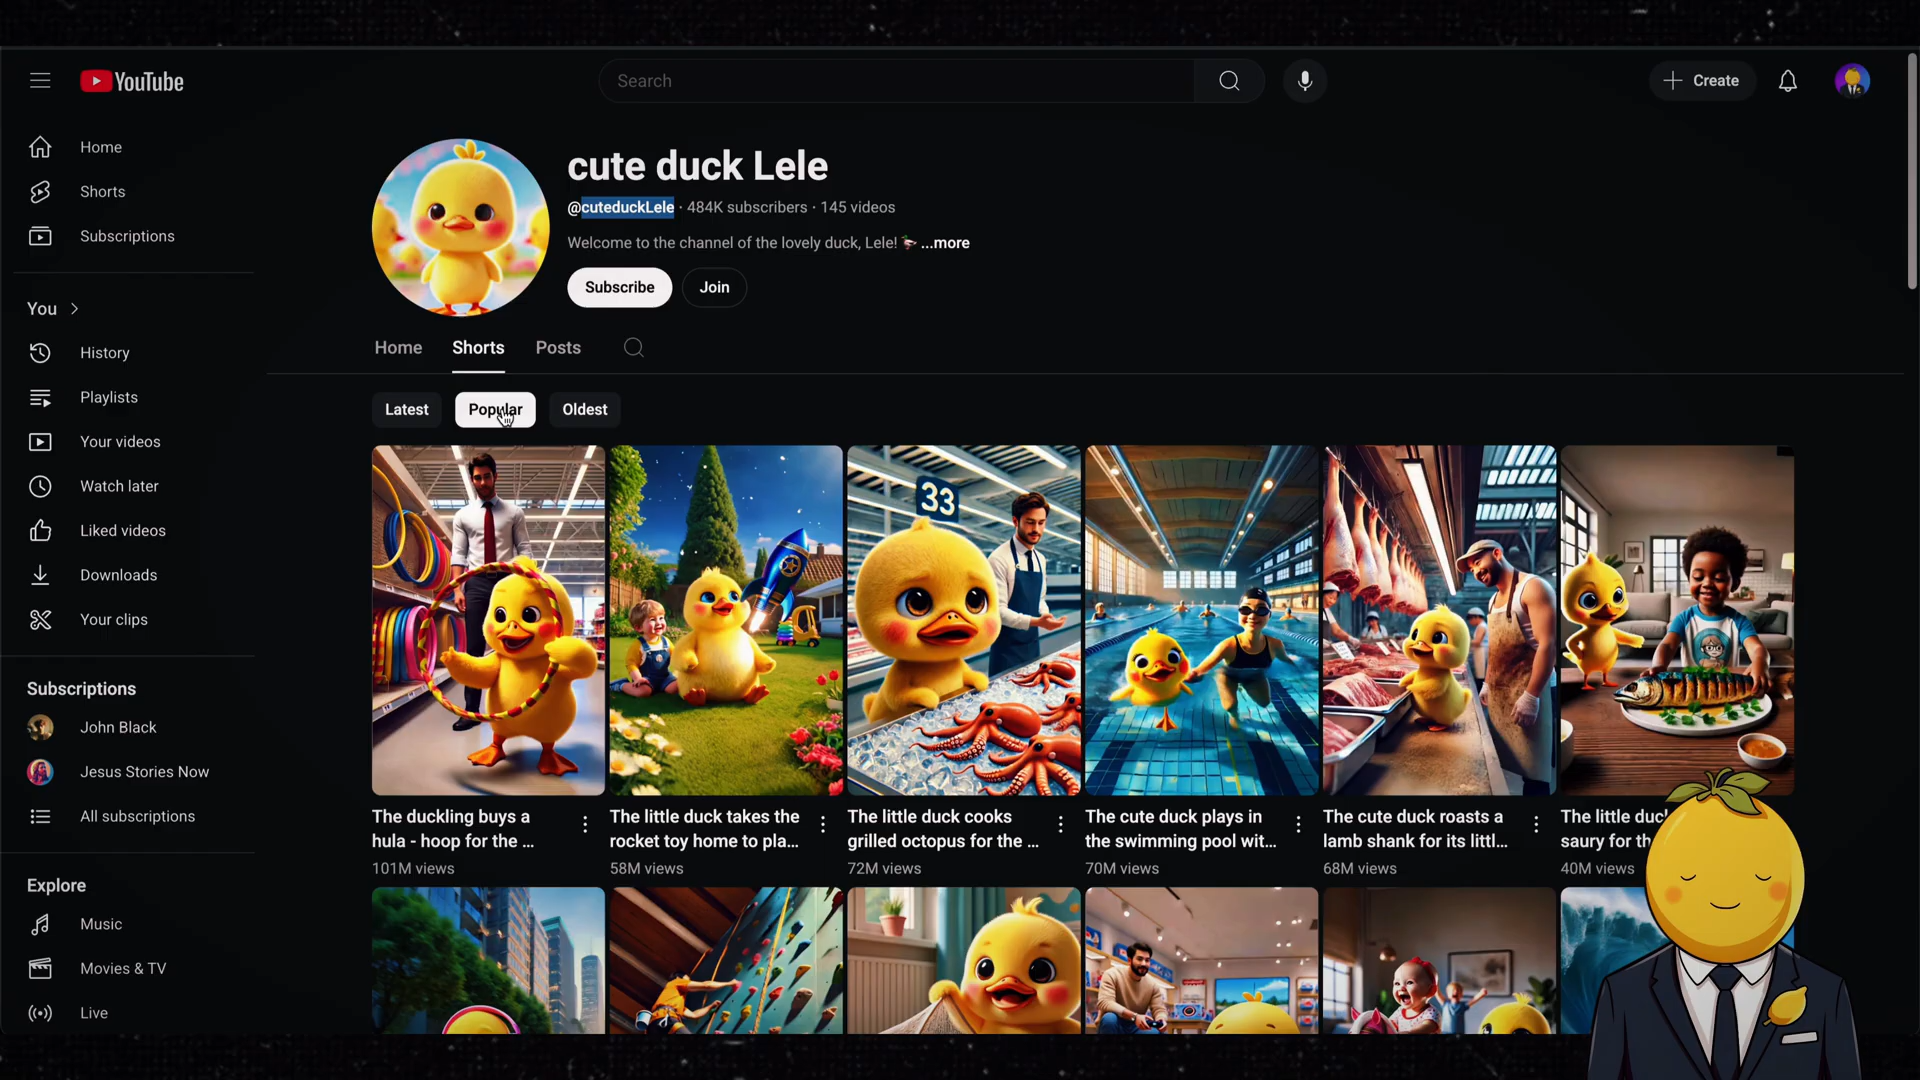 YouTube
Search
Create
Home
Shorts
Subscriptions
You
History
Playlists
Your videos
Watch later
Liked videos
Downloads
Your clips
Subscriptions
John Black
Jesus Stories Now
All subscriptions
Explore
Music
Movies & TV
Live
cute duck Lele
@cuteduckLele · 484K subscribers · 145 videos
Welcome to the channel of the lovely duck, Lele! ...more
Subscribe
Join
Home
Shorts
Posts
Latest
Popular
Oldest
33
The duckling buys a
hula - hoop for the ...
101M views
The little duck takes the
rocket toy home to pla...
58M views
The little duck cooks
grilled octopus for the ...
72M views
The cute duck plays in
the swimming pool wit...
70M views
The cute duck roasts a
lamb shank for its littl...
68M views
The little
saury for
40M views